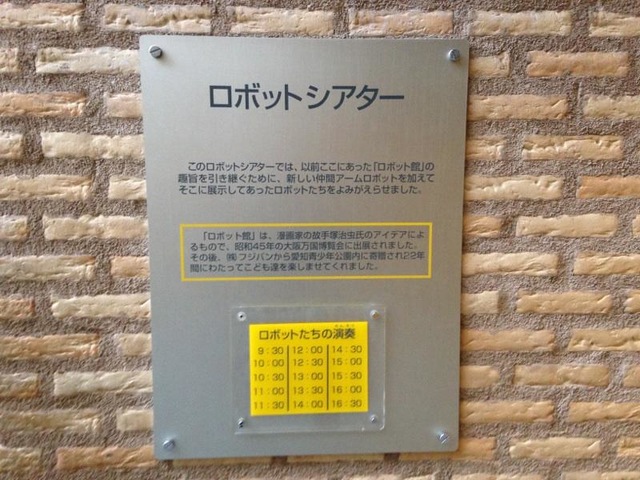 ロボットシアター
このロボットシアターでは、以前ここにあった「ロボット館」の
趣旨を引き継ぐために、新しい仲間アームロボットを加えて
そこに展示してあったロボットたちをよみがえらせました。
「ロボット館」は、漫画家の故手塚治虫氏のアイデアによ
るもので、昭和45年の大阪万国博覧会に出展されました。
その後、㈱フジパンから愛知青少年公園内に寄贈され22年
間にわたってこども達を楽しませてくれました。
ロボットたちの演奏
9:30 12:00 14:30
10:00 12:30 15:00
10:30 13:00 15:30
11:00 13:30 16:00
11:30 14:00 16:30